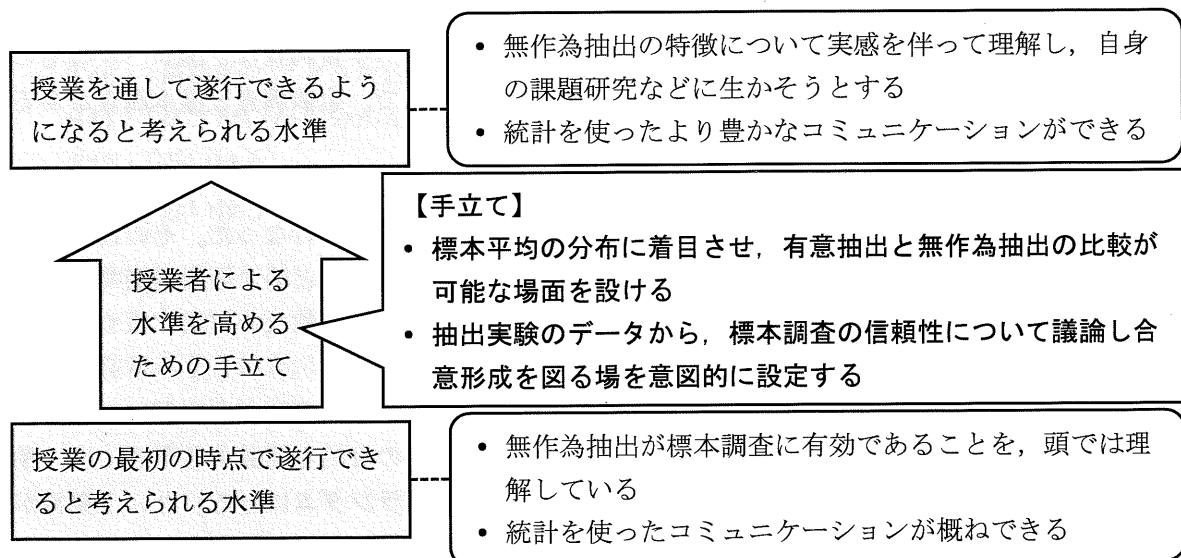 授業を通して遂行できるよう
になると考えられる水準
• 無作為抽出の特徴について実感を伴って理解し，自身
の課題研究などに生かそうとする
• 統計を使ったより豊かなコミュニケーションができる
授業者による
水準を高める
ための手立て
【手立て】
• 標本平均の分布に着目させ，有意抽出と無作為抽出の比較が
可能な場面を設ける
• 抽出実験のデータから，標本調査の信頼性について議論し合
意形成を図る場を意図的に設定する
授業の最初の時点で遂行でき
ると考えられる水準
• 無作為抽出が標本調査に有効であることを，頭では理
解している
• 統計を使ったコミュニケーションが概ねできる